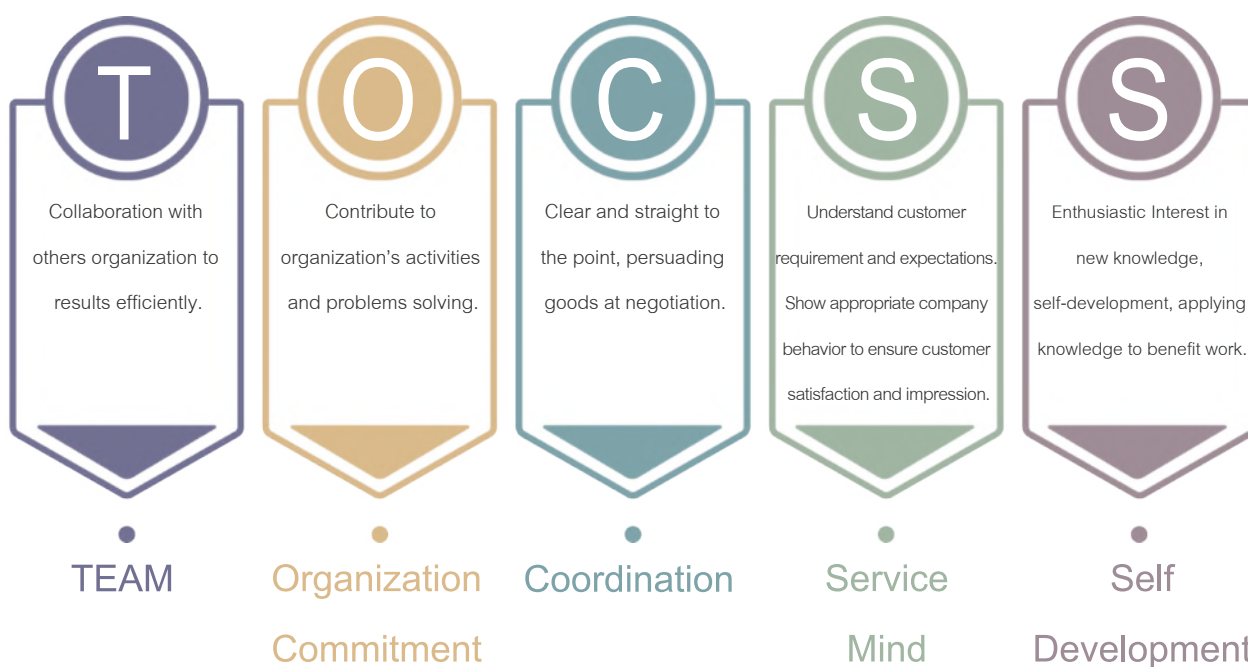 T
Collaboration with
others organization to
results efficiently.
TEAM
O
Contribute to
organization's activities
and problems solving.
Organization
Commitment
C
Clear and straight to
the point, persuading
goods at negotiation.
Coordination
S
Understand customer
requirement and expectations.
Show appropriate company
behavior to ensure customer
satisfaction and impression.
Service
Mind
S
Enthusiastic Interest in
new knowledge,
self-development, applying
knowledge to benefit work.
Self
Development